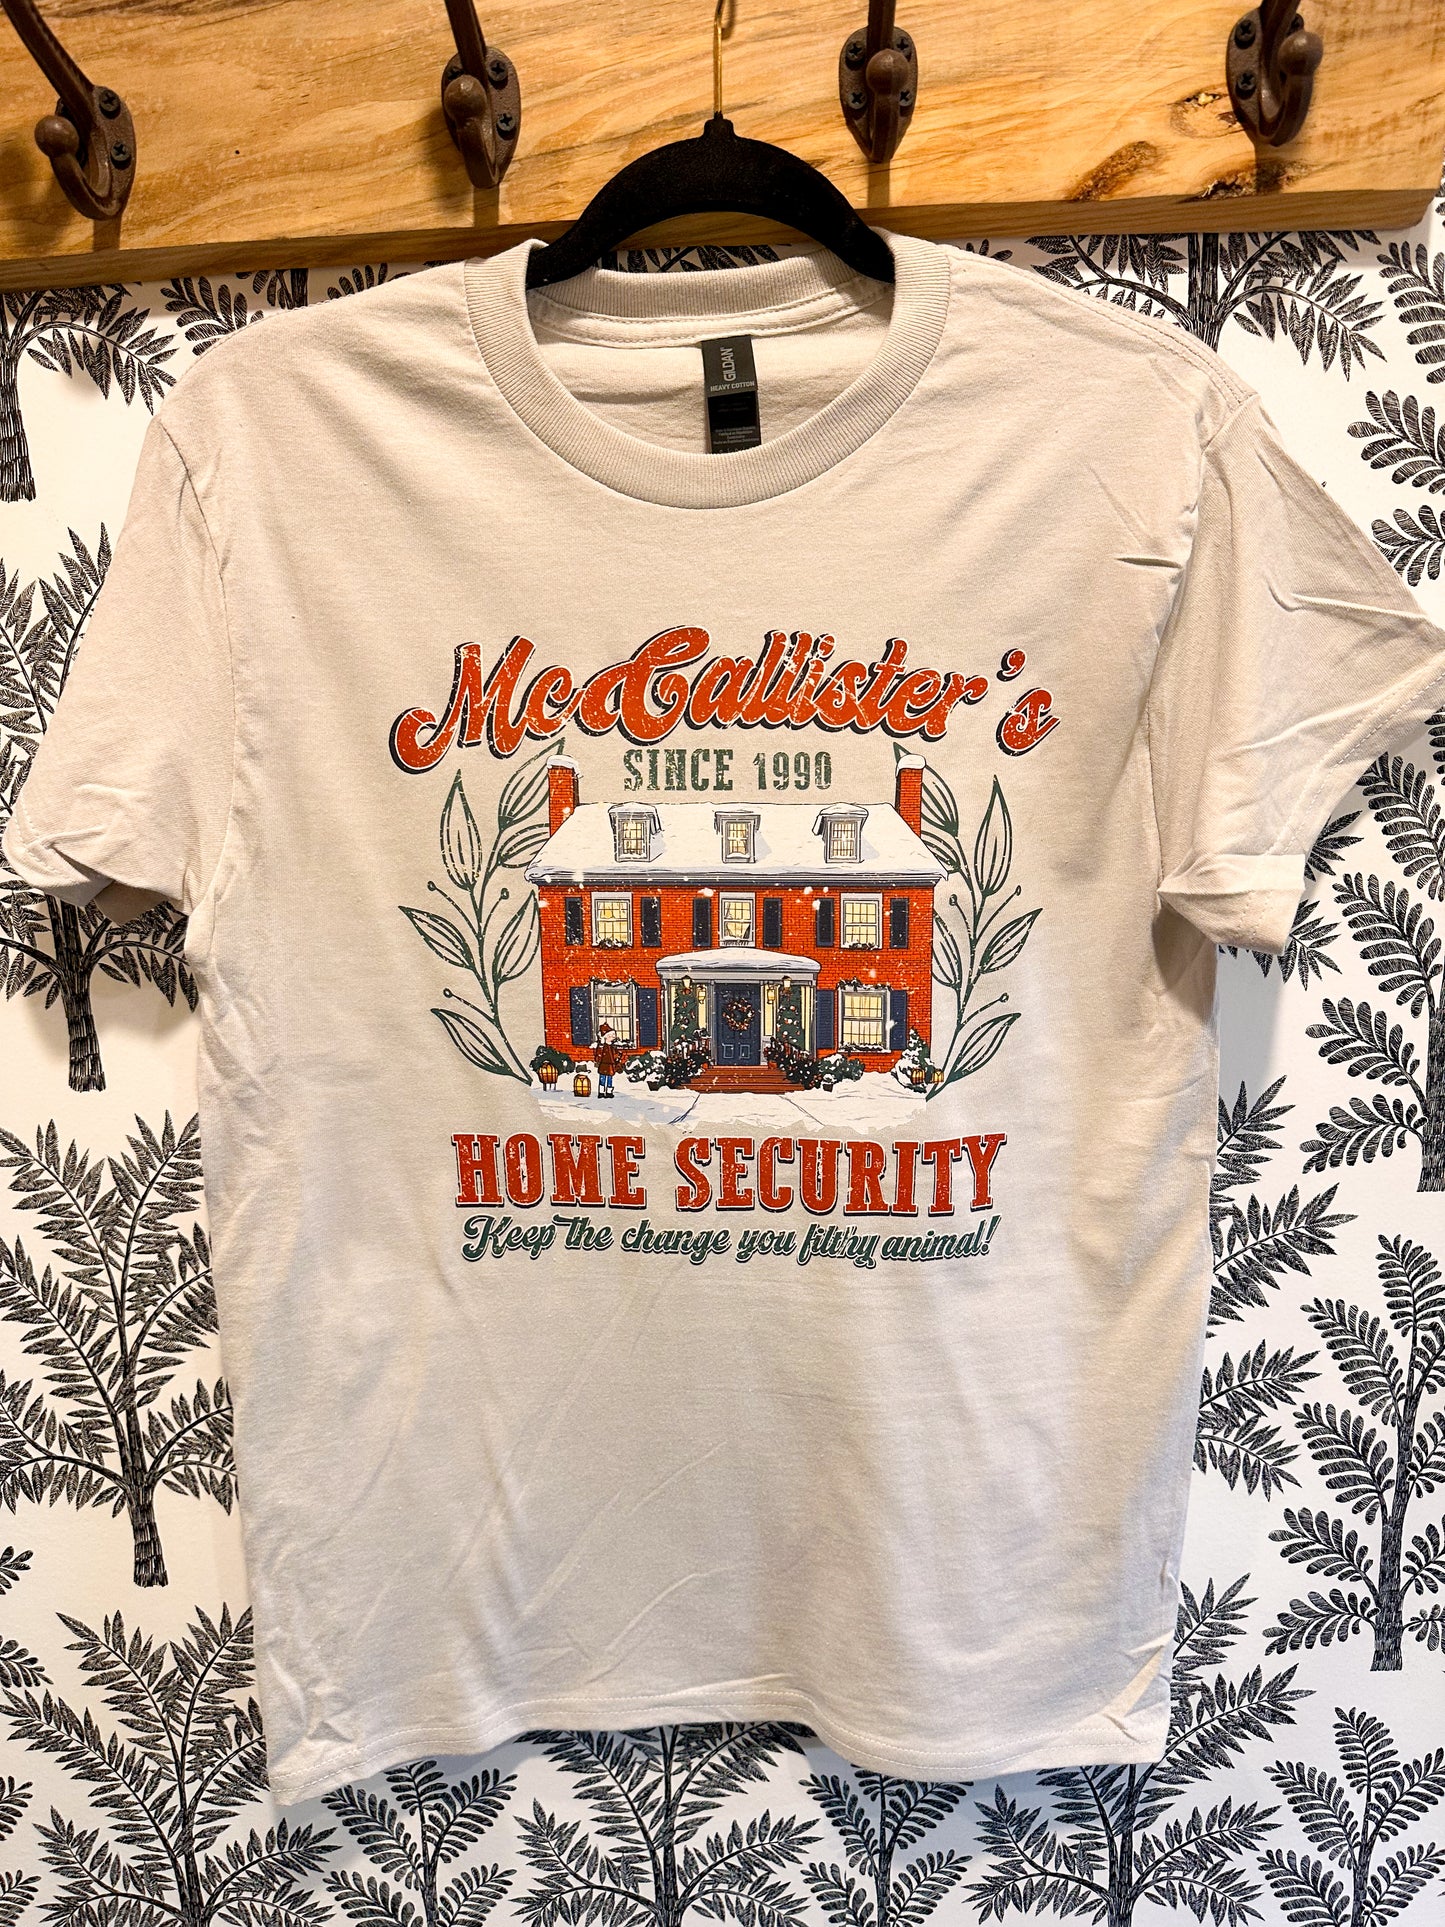 GILDAN
HEAVY COTTON
McCallister's
SINCE 1990
HOME SECURITY
Keep the change you filthy animal!